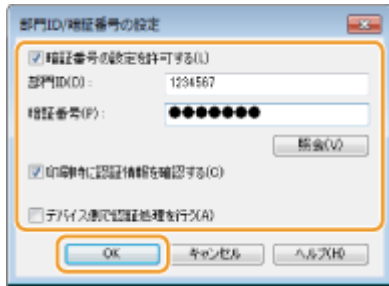 部門ID/暗証番号の設定
暗証番号の設定を許可する(L)
部門ID(D):
1234567
暗証番号(P):
●●●●●●●
照会(V)
印刷時に認証情報を確認する(C)
デバイス側で認証処理を行う(A)
OK キャンセル ヘルプ(H)